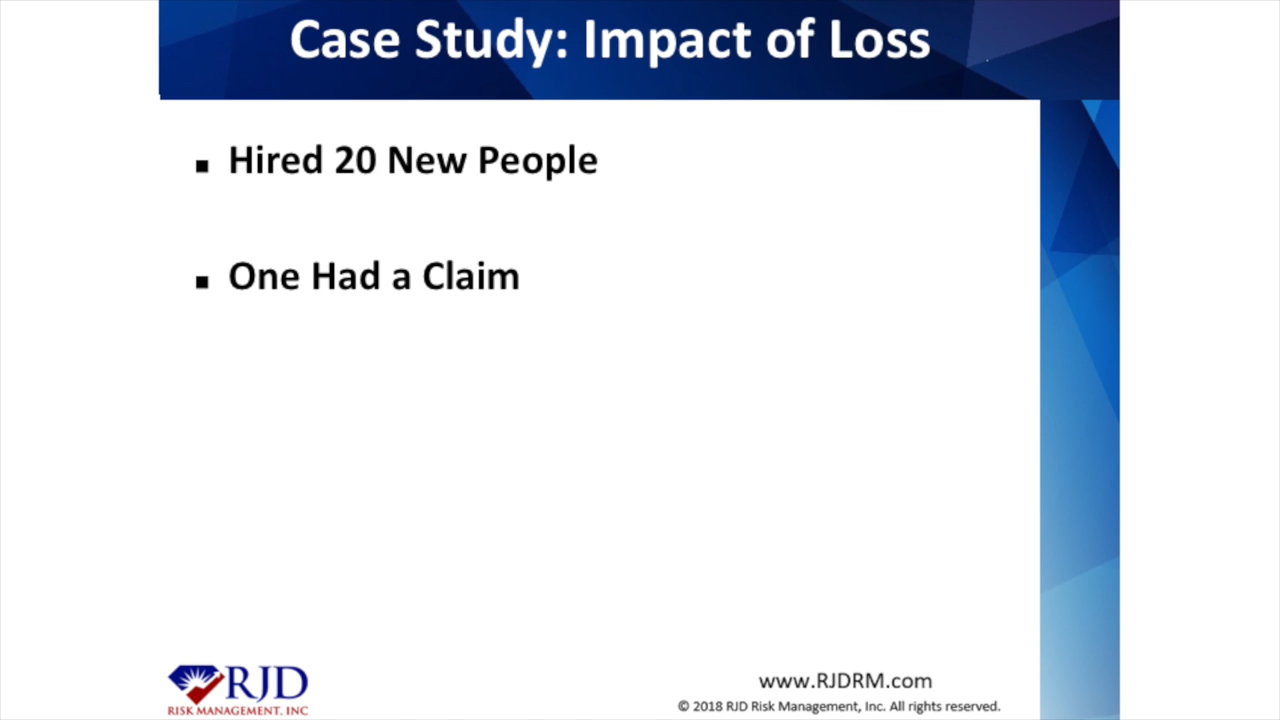 Case Study: Impact of Loss
Hired 20 New People
One Had a Claim
RJD
RISK MANAGEMENT, INC
www.RJDRM.com
© 2018 RJD Risk Management, Inc. All rights reserved.